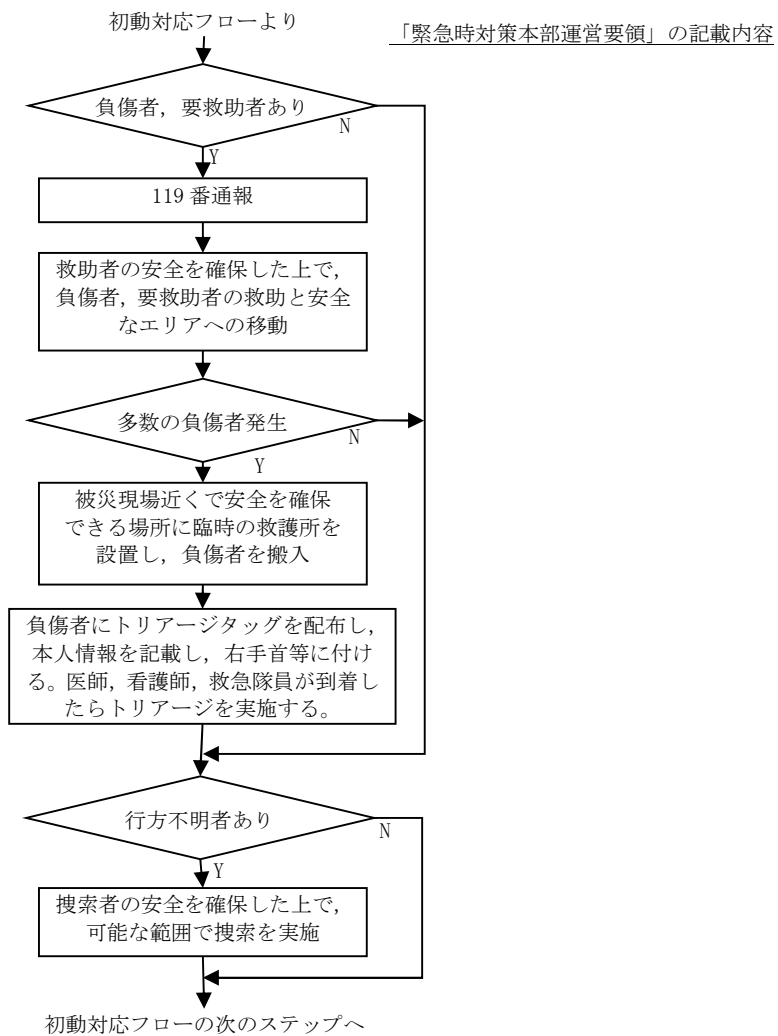 初動対応フローより
「緊急時対策本部運営要領」の記載内容
負傷者，要救助者あり
N
Y
119 番通報
救助者の安全を確保した上で，
負傷者，要救助者の救助と安全
なエリアへの移動
多数の負傷者発生
N
Y
被災現場近くで安全を確保
できる場所に臨時の救護所を
設置し，負傷者を搬入
負傷者にトリアージタッグを配布し，
本人情報を記載し，右手首等に付け
る。医師，看護師，救急隊員が到着し
たらトリアージを実施する。
行方不明者あり
N
Y
捜索者の安全を確保した上で，
可能な範囲で捜索を実施
初動対応フローの次のステップへ